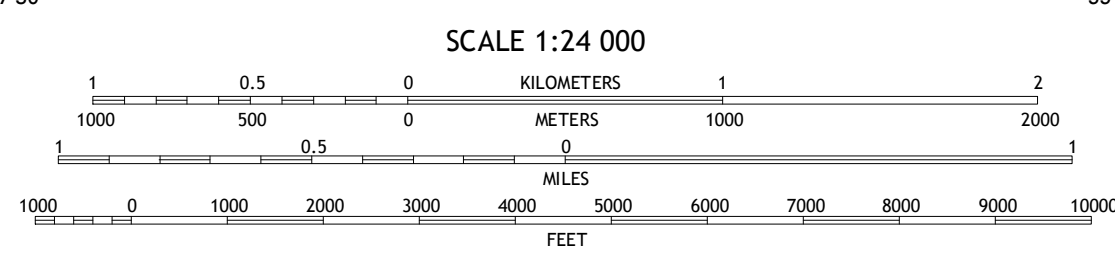 SCALE 1:24 000
1 0.5 0 KILOMETERS 1 2
1000 500 0 METERS 1000 2000
1 0.5 0 1
MILES
1000 0 1000 2000 3000 4000 5000 6000 7000 8000 9000 10000
FEET